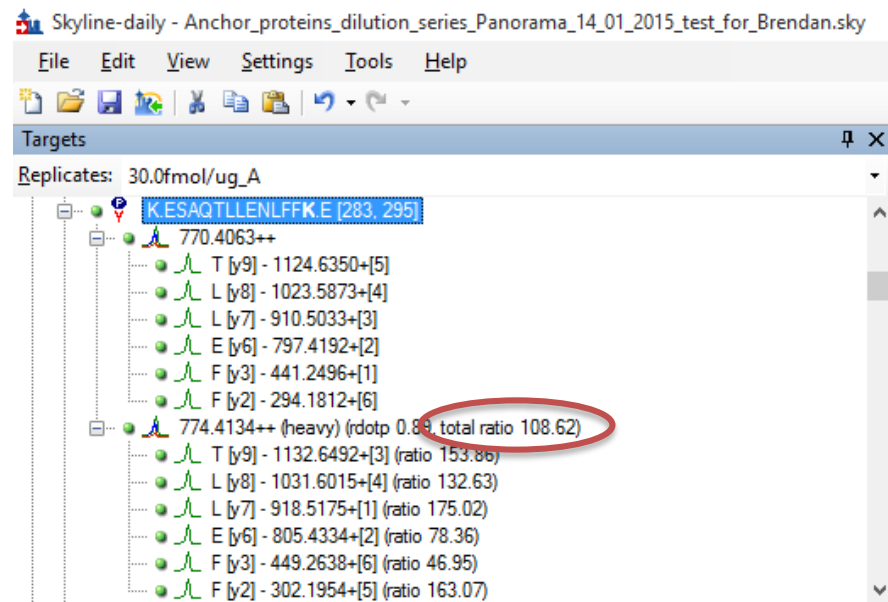 Skyline-daily - Anchor_proteins_dilution_series_Panorama_14_01_2015_test_for_Brendan.sky
File Edit View Settings Tools Help
Targets
Replicates: 30.0fmol/ug_A
K.ESAQTLLENLFFK.E [283, 295]
770.4063++
T [y9] - 1124.6350+[5]
L [y8] - 1023.5873+[4]
L [y7] - 910.5033+[3]
E [y6] - 797.4192+[2]
F [y3] - 441.2496+[1]
F [y2] - 294.1812+[6]
774.4134++ (heavy) (rdotp 0.89, total ratio 108.62)
T [y9] - 1132.6492+[3] (ratio 153.86)
L [y8] - 1031.6015+[4] (ratio 132.63)
L [y7] - 918.5175+[1] (ratio 175.02)
E [y6] - 805.4334+[2] (ratio 78.36)
F [y3] - 449.2638+[6] (ratio 46.95)
F [y2] - 302.1954+[5] (ratio 163.07)